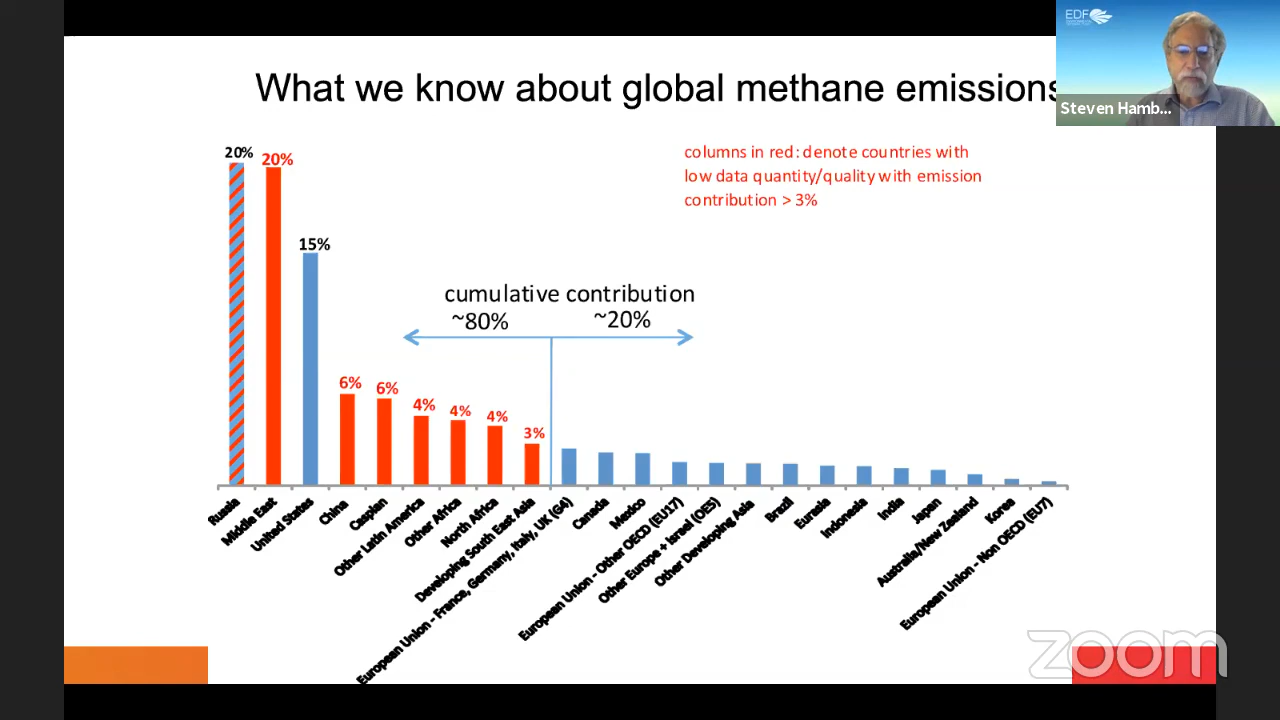 EDF
Steven Hamb...
What we know about global methane emissions
columns in red: denote countries with
low data quantity/quality with emission
contribution > 3%
20%
20%
15%
cumulative contribution
~80%
~20%
6%
6%
4%
4%
4%
3%
Russia
Middle East
United States
China
Caspian
Other Latin America
Other Africa
North Africa
Developing South East Asia
European Union - France, Germany, Italy, UK (G4)
Canada
Mexico
European Union - Other OECD (EU17)
Other Europe + Israel (OE5)
Other Developing Asia
Brazil
Eurasia
Indonesia
India
Japan
Australia/New Zealand
Korea
European Union - Non OECD (EU7)
zoom